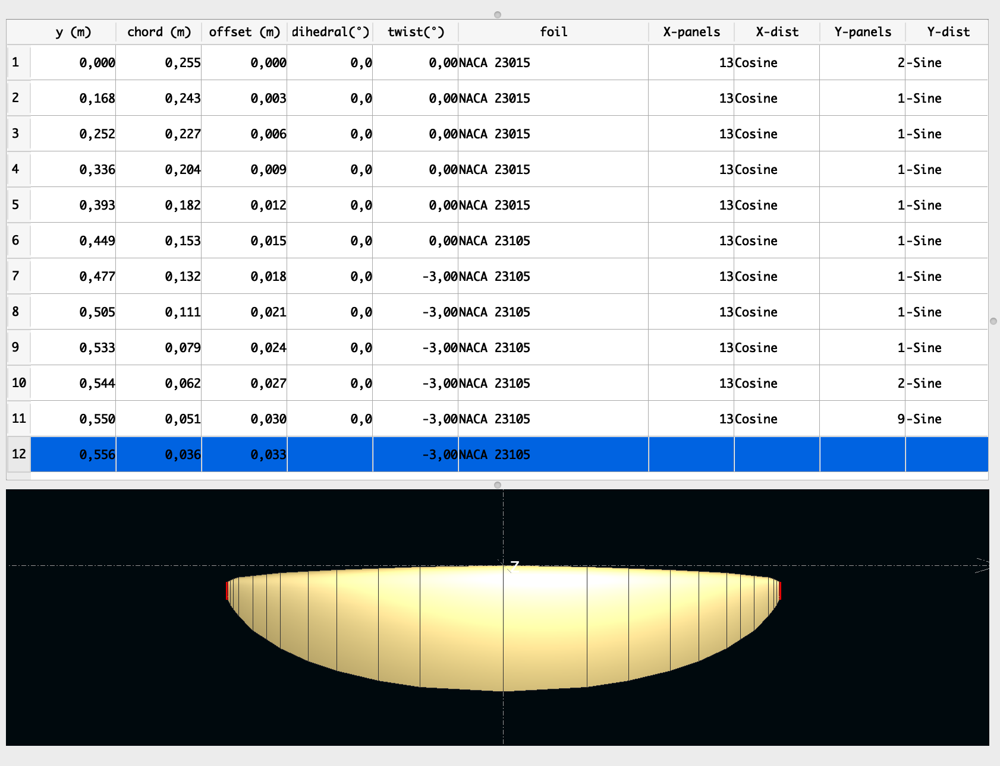 y (m) chord (m) offset (m) dihedral(°) twist(°) foil X-panels X-dist Y-panels Y-dist
1 0,000 0,255 0,000 0,0 0,00 NACA 23015 13 Cosine 2 -Sine
2 0,168 0,243 0,003 0,0 0,00 NACA 23015 13 Cosine 1 -Sine
3 0,252 0,227 0,006 0,0 0,00 NACA 23015 13 Cosine 1 -Sine
4 0,336 0,204 0,009 0,0 0,00 NACA 23015 13 Cosine 1 -Sine
5 0,393 0,182 0,012 0,0 0,00 NACA 23015 13 Cosine 1 -Sine
6 0,449 0,153 0,015 0,0 0,00 NACA 23105 13 Cosine 1 -Sine
7 0,477 0,132 0,018 0,0 -3,00 NACA 23105 13 Cosine 1 -Sine
8 0,505 0,111 0,021 0,0 -3,00 NACA 23105 13 Cosine 1 -Sine
9 0,533 0,079 0,024 0,0 -3,00 NACA 23105 13 Cosine 1 -Sine
10 0,544 0,062 0,027 0,0 -3,00 NACA 23105 13 Cosine 2 -Sine
11 0,550 0,051 0,030 0,0 -3,00 NACA 23105 13 Cosine 9 -Sine
12 0,556 0,036 0,033 -3,00 NACA 23105